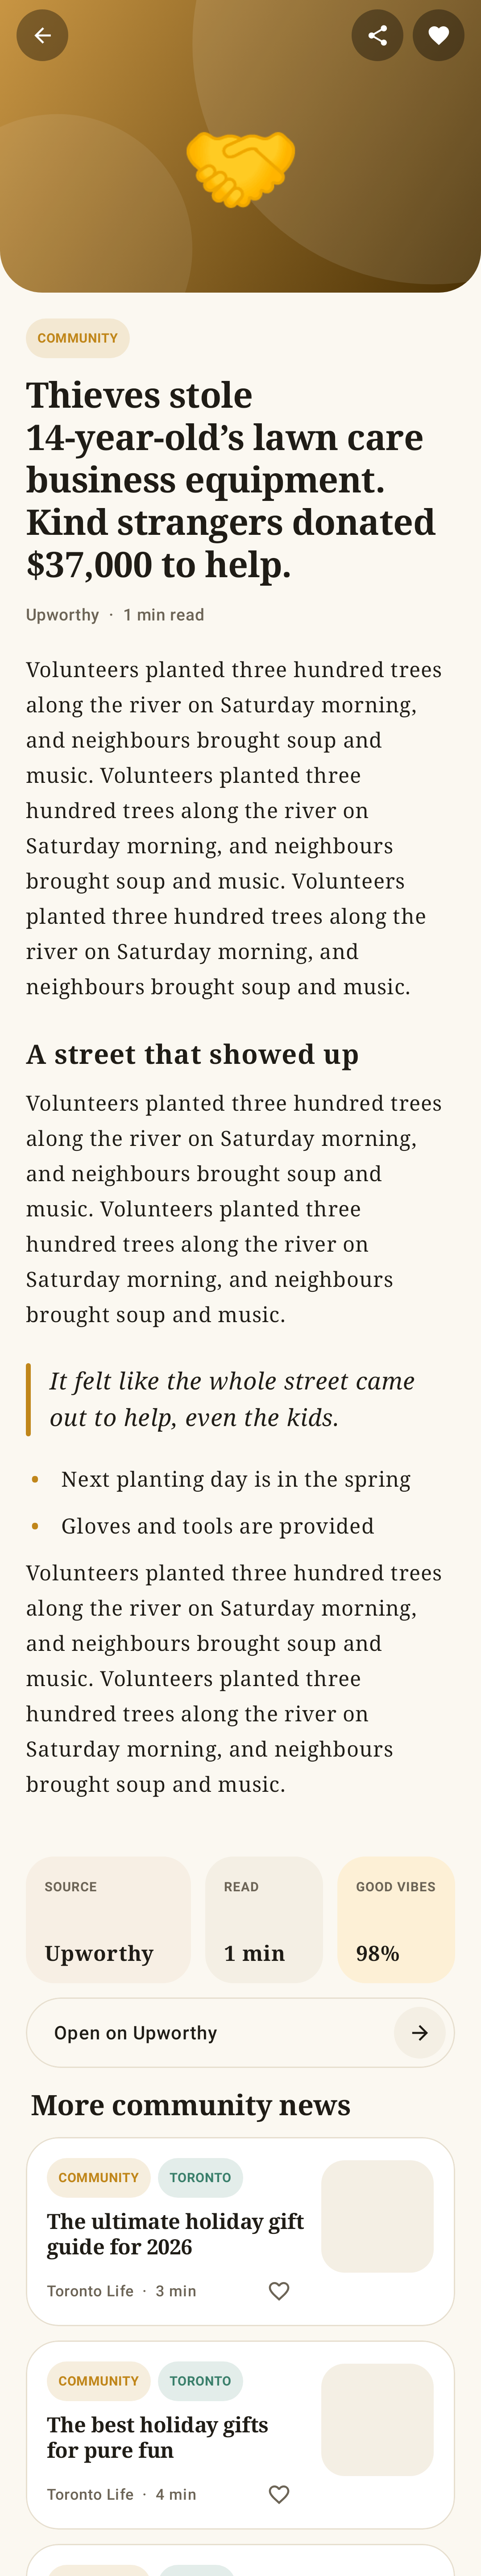 COMMUNITY
Thieves stole
14-year-old’s lawn care
business equipment.
Kind strangers donated
$37,000 to help.
Upworthy · 1 min read
Volunteers planted three hundred trees
along the river on Saturday morning,
and neighbours brought soup and
music. Volunteers planted three
hundred trees along the river on
Saturday morning, and neighbours
brought soup and music. Volunteers
planted three hundred trees along the
river on Saturday morning, and
neighbours brought soup and music.
A street that showed up
Volunteers planted three hundred trees
along the river on Saturday morning,
and neighbours brought soup and
music. Volunteers planted three
hundred trees along the river on
Saturday morning, and neighbours
brought soup and music.
It felt like the whole street came
out to help, even the kids.
• Next planting day is in the spring
• Gloves and tools are provided
Volunteers planted three hundred trees
along the river on Saturday morning,
and neighbours brought soup and
music. Volunteers planted three
hundred trees along the river on
Saturday morning, and neighbours
brought soup and music.
SOURCE
Upworthy
READ
1 min
GOOD VIBES
98%
Open on Upworthy
More community news
COMMUNITY TORONTO
The ultimate holiday gift
guide for 2026
Toronto Life · 3 min
COMMUNITY TORONTO
The best holiday gifts
for pure fun
Toronto Life · 4 min